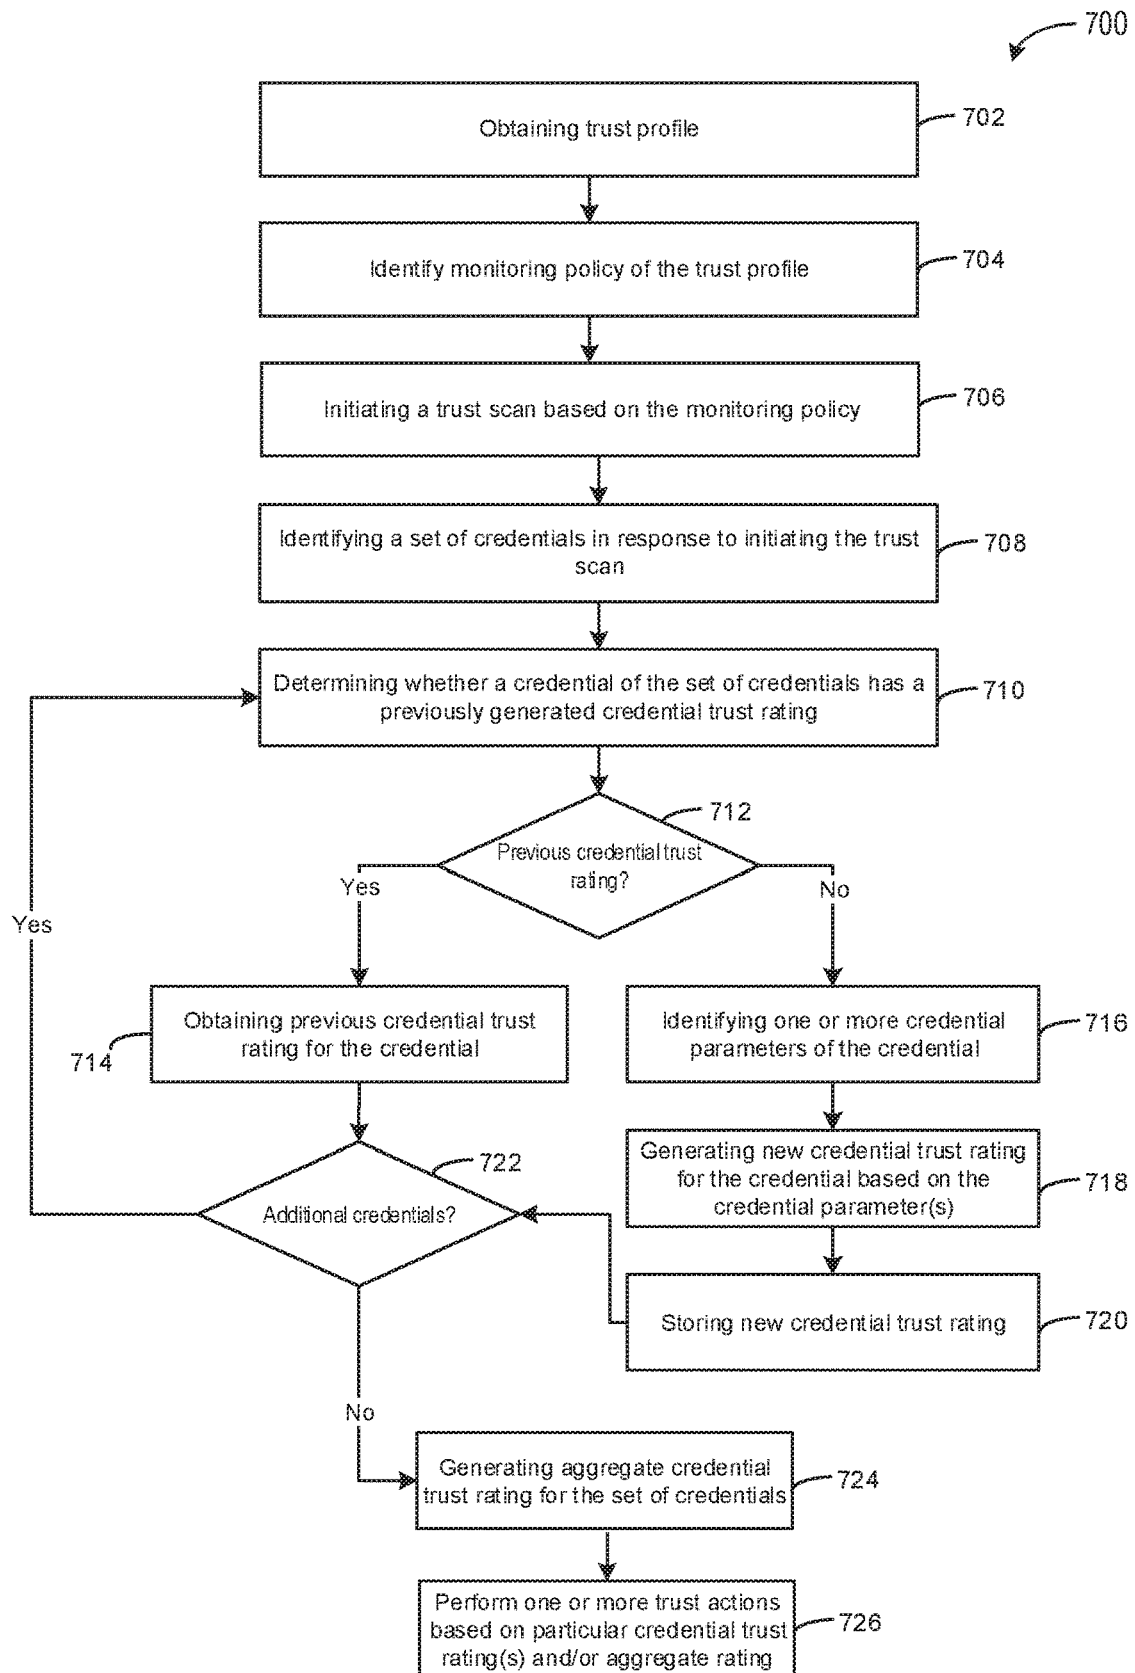 700
Obtaining trust profile
702
Identify monitoring policy of the trust profile
704
Initiating a trust scan based on the monitoring policy
706
Identifying a set of credentials in response to initiating the trust
scan
708
Determining whether a credential of the set of credentials has a
previously generated credential trust rating
710
712
Previous credential trust
rating?
Yes
No
Yes
Obtaining previous credential trust
rating for the credential
714
Identifying one or more credential
parameters of the credential
716
Generating new credential trust rating
for the credential based on the
credential parameter(s)
718
722
Additional credentials?
Storing new credential trust rating
720
No
Generating aggregate credential
trust rating for the set of credentials
724
Perform one or more trust actions
based on particular credential trust
rating(s) and/or aggregate rating
726